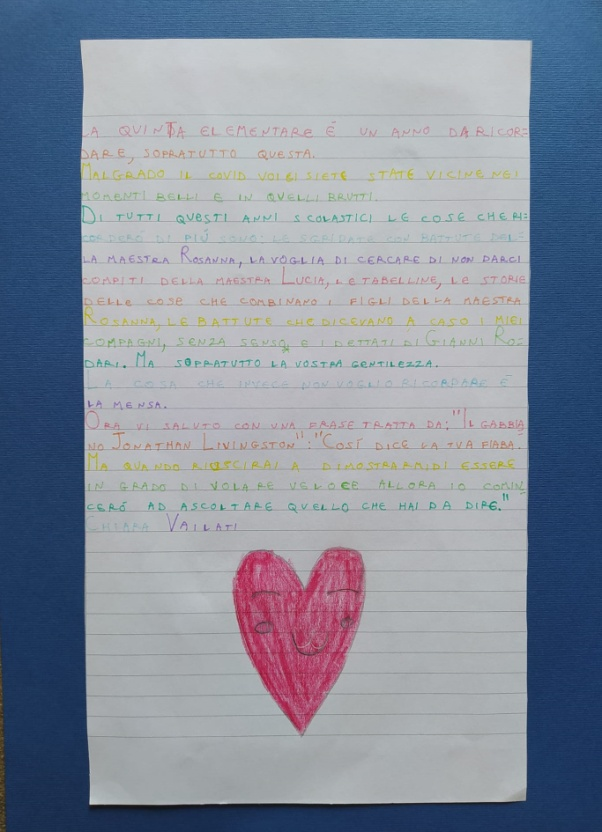 LA QUINTA ELEMENTARE É UN ANNO DA RICOR=
DARE, SOPRATUTTO QUESTA.
MALGRADO IL COVID VOI CI SIETE STATE VICINE NEI
MOMENTI BELLI E IN QUELLI BRUTTI.
DI TUTTI QUESTI ANNI SCOLASTICI LE COSE CHE RI=
CORDERÓ DI PIÚ SONO: LE SGRIDATE CON BATTUTE DELL
LA MAESTRA ROSANNA, LA VOGLIA DI CERCARE DI NON DARCI
COMPITI DELLA MAESTRA LUCIA, LE TABELLINE, LE STORIE
DELLE COSE CHE COMBINANO I FIGLI DELLA MAESTRA
ROSANNA, LE BATTUTE CHE DICEVANO A CASO I MIEI
COMPAGNI, SENZA SENSO, E I DETTATI DI GIANNI RO=
DARI. MA SOPRATUTTO LA VOSTRA GENTILEZZA.
LA COSA CHE INVECE NON VOGLIO RICORDARE É
LA MENSA.
ORA VI SALUTO CON UNA FRASE TRATTA DA: "IL GABBIA
NO JONATHAN LIVINGSTON": "COSÍ DICE LA TUA FIABA.
MA QUANDO RIUSCIRAI A DIMOSTRARMI DI ESSERE
IN GRADO DI VOLARE VELOCE ALLORA IO COMIN
CERÓ AD ASCOLTARE QUELLO CHE HAI DA DIRE."
CHIARA VAILATI